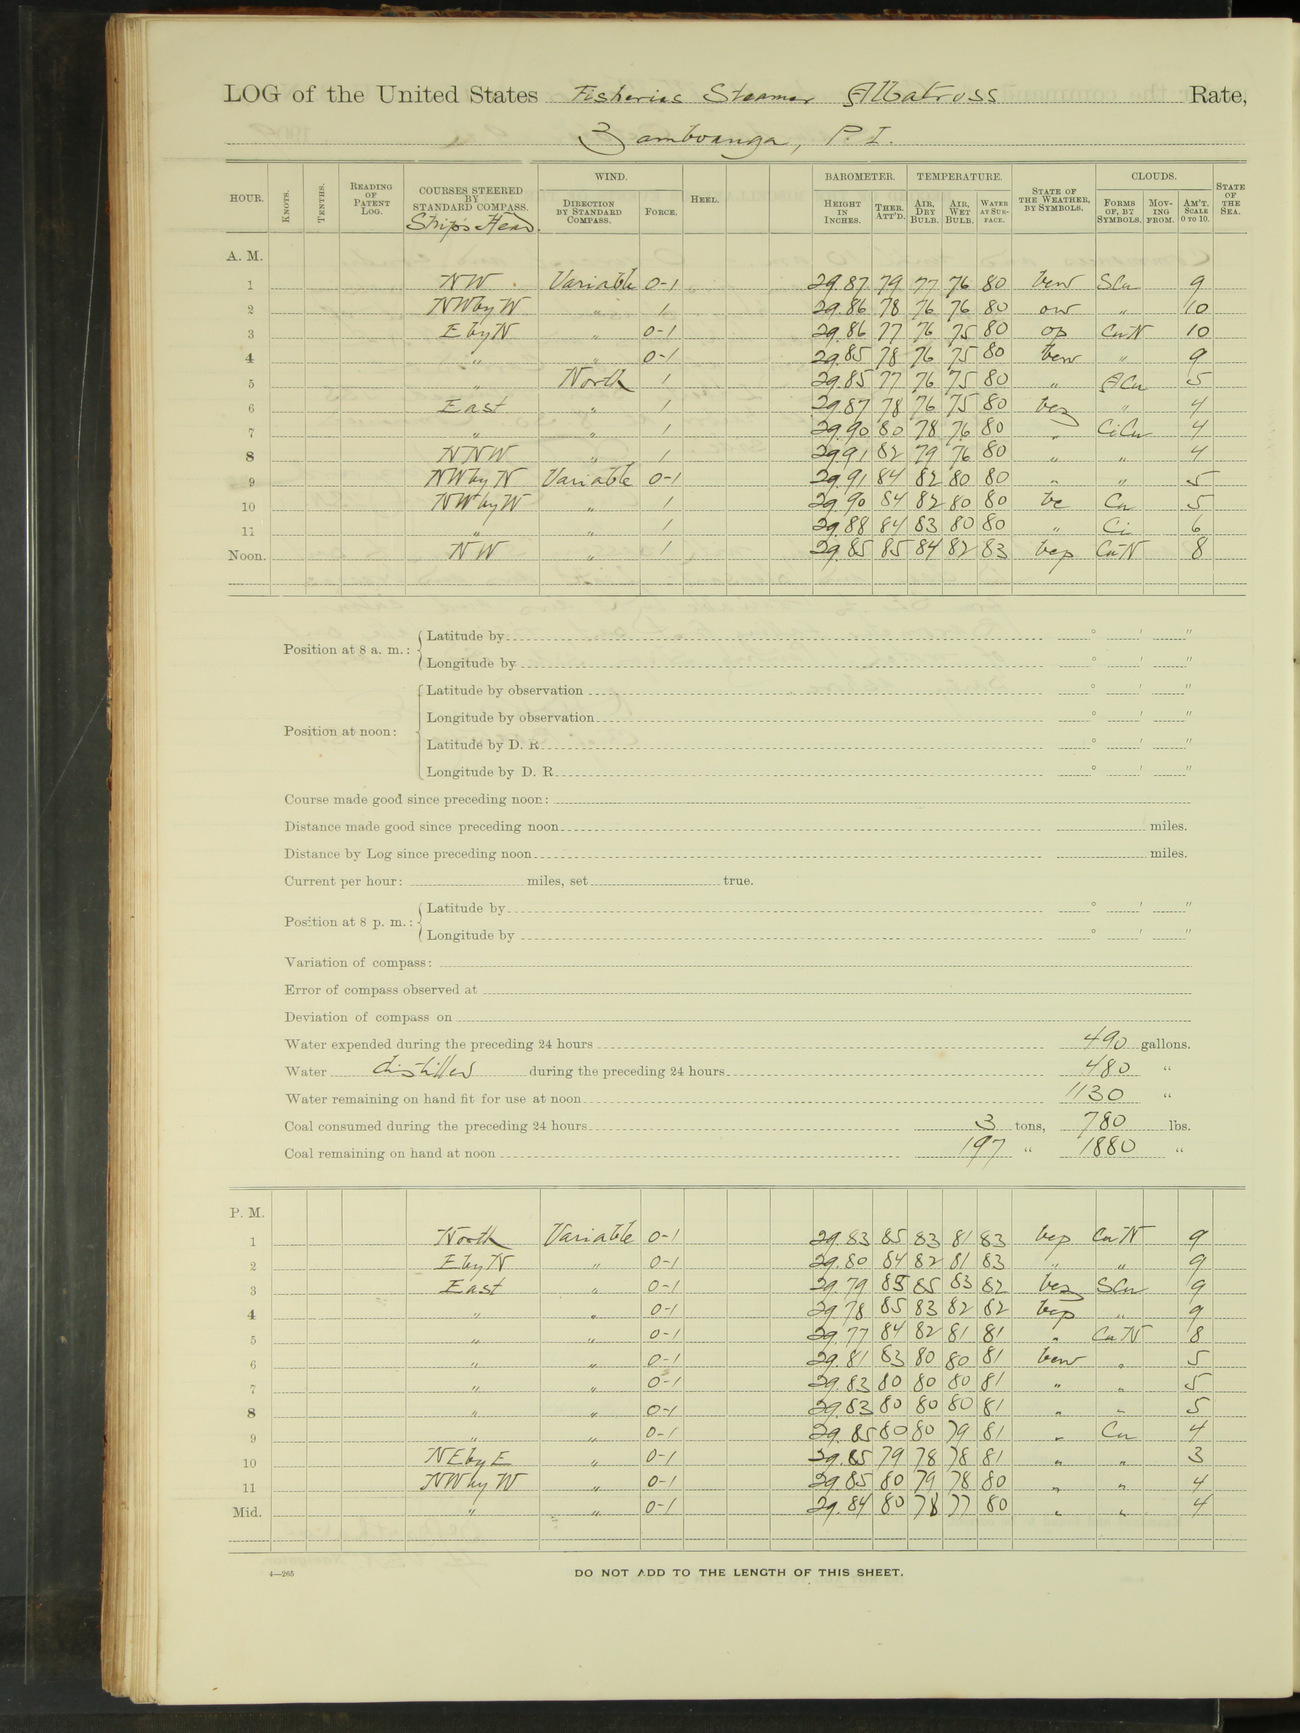 LOG of the United States Fisheries Steamer Albatross Rate,
Zamboanga, P. I.
HOUR. KNOTS. TENTHS. READING OF PATENT LOG. COURSES STEERED BY STANDARD COMPASS. Ship's Head. WIND. DIRECTION BY STANDARD COMPASS. FORCE. HEEL. BAROMETER. HEIGHT IN INCHES. THER. ATT'D. TEMPERATURE. AIR, DRY BULB. AIR, WET BULB. WATER AT SURFACE. STATE OF THE WEATHER, BY SYMBOLS. CLOUDS. FORMS OF, BY SYMBOLS. MOVING FROM. AM'T. SCALE 0 TO 10. STATE OF THE SEA.
A. M.
1 NW Variable 0-1 29.87 79 77 76 80 bcw SCu 9
2 NWbyW " 1 29.86 78 76 76 80 ow " 10
3 EbyN " 0-1 29.86 77 76 75 80 op CuN 10
4 " " 0-1 29.85 78 76 75 80 bcw " 9
5 " North 1 29.85 77 76 75 80 " ACu 5
6 East " 1 29.87 78 76 75 80 bcz " 4
7 " " 1 29.90 80 78 76 80 " CiCu 4
8 NNW " 1 29.91 82 79 76 80 " " 4
9 NWbyN Variable 0-1 29.91 84 82 80 80 " " 5
10 NWbyW " 1 29.90 84 82 80 80 bc Cu 5
11 " " 1 29.88 84 83 80 80 " Ci 6
Noon. NW " 1 29.85 85 84 82 83 bcp CuN 8
Position at 8 a. m.: Latitude by ° ' "
Longitude by ° ' "
Position at noon: Latitude by observation ° ' "
Longitude by observation ° ' "
Latitude by D. R. ° ' "
Longitude by D. R. ° ' "
Course made good since preceding noon:
Distance made good since preceding noon miles.
Distance by Log since preceding noon miles.
Current per hour: miles, set true.
Position at 8 p. m.: Latitude by ° ' "
Longitude by ° ' "
Variation of compass:
Error of compass observed at
Deviation of compass on
Water expended during the preceding 24 hours 490 gallons.
Water distilled during the preceding 24 hours 480 "
Water remaining on hand fit for use at noon 1130 "
Coal consumed during the preceding 24 hours 3 tons, 780 lbs.
Coal remaining on hand at noon 197 " 1880 "
P. M.
1 North Variable 0-1 29.83 85 83 81 83 bcp CuN 9
2 EbyN " 0-1 29.80 84 82 81 83 " " 9
3 East " 0-1 29.79 85 85 83 82 bcz SCu 9
4 " " 0-1 29.78 85 83 82 82 bcp " 9
5 " " 0-1 29.77 84 82 81 81 " CuN 8
6 " " 0-1 29.81 83 80 80 81 bcw " 5
7 " " 0-1 29.83 80 80 80 81 " " 5
8 " " 0-1 29.83 80 80 80 81 " " 5
9 " " 0-1 29.85 80 80 79 81 " Cu 4
10 NEbyE " 0-1 29.85 79 78 78 81 " " 3
11 NWbyW " 0-1 29.85 80 79 78 80 " " 4
Mid. " " 0-1 29.84 80 78 77 80 " " 4
4—265
DO NOT ADD TO THE LENGTH OF THIS SHEET.